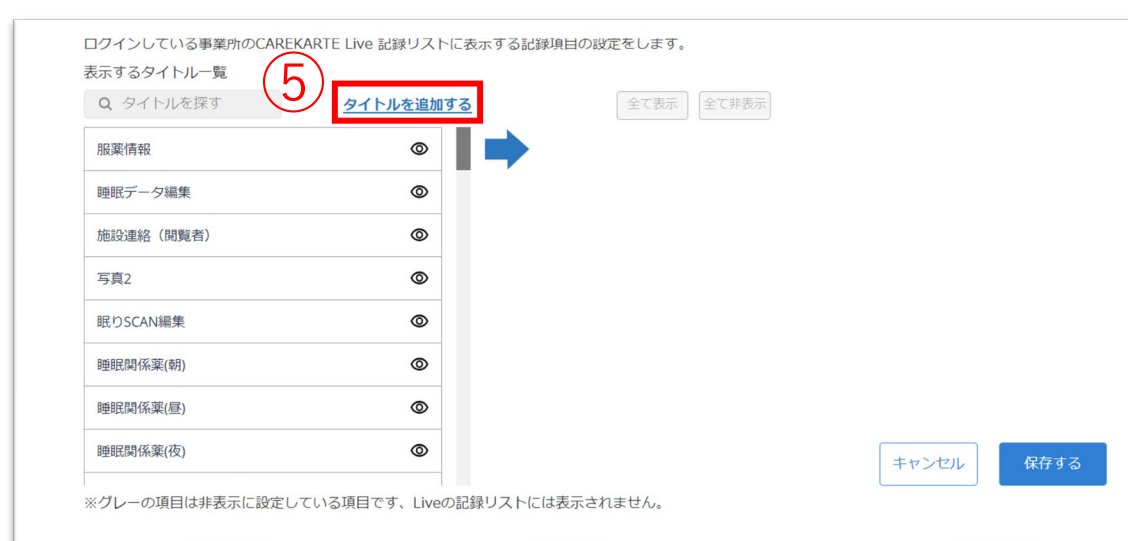 ログインしている事業所のCAREKARTE Live 記録リストに表示する記録項目の設定をします。
表示するタイトル一覧
⑤
タイトルを探す
タイトルを追加する
全て表示
全て非表示
服薬情報
睡眠データ編集
施設連絡（閲覧者）
写真2
眠りSCAN編集
睡眠関係薬(朝)
睡眠関係薬(昼)
睡眠関係薬(夜)
キャンセル
保存する
※グレーの項目は非表示に設定している項目です、Liveの記録リストには表示されません。